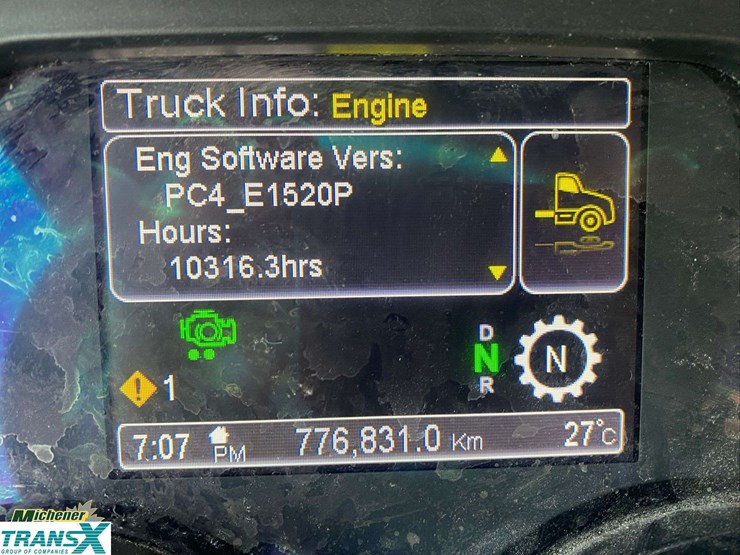 Truck Info: Engine
Eng Software Vers:
PC4_E1520P
Hours:
10316.3hrs
D
N
R
N
! 1
7:07 PM 776,831.0 Km 27°C
Michener
TRANSX
GROUP OF COMPANIES